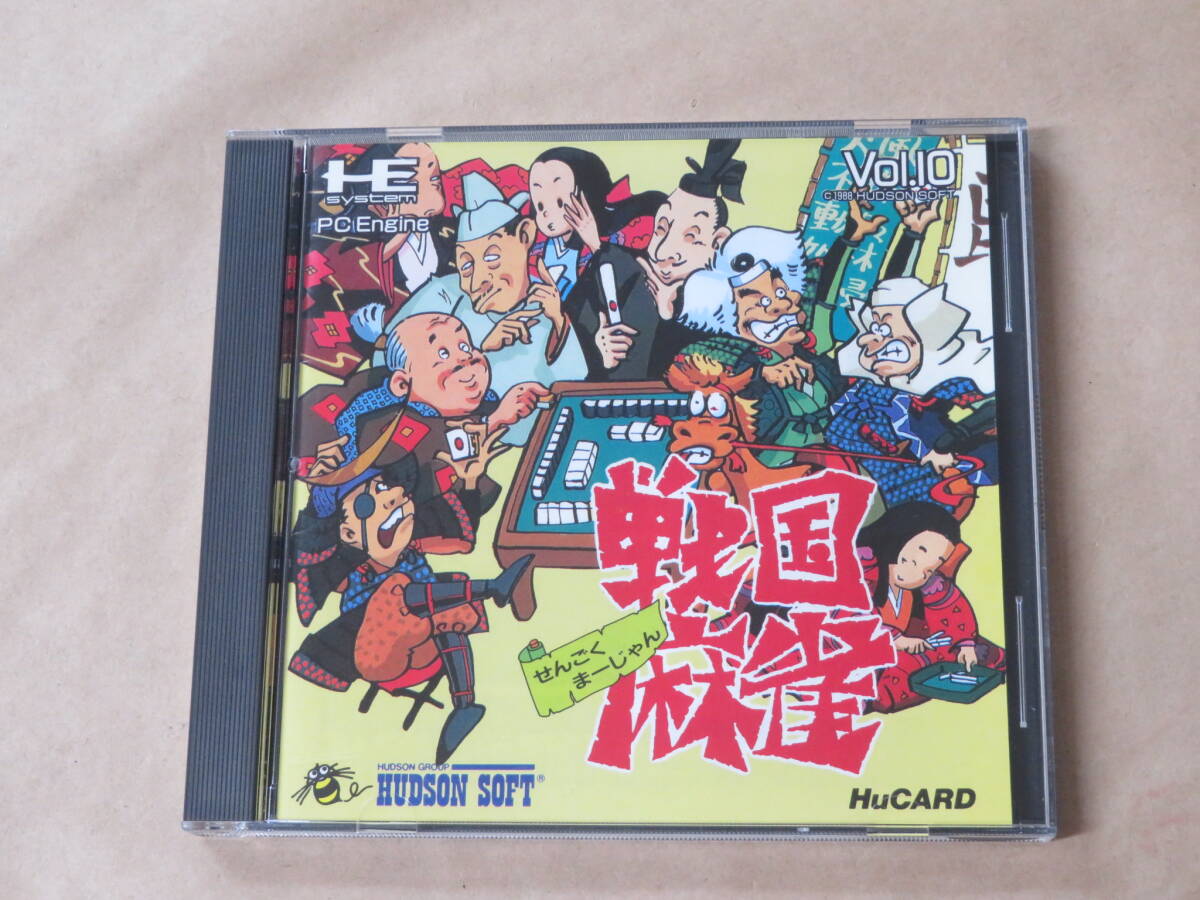 HE
system
PC Engine
Vol.10
©1988 HUDSON SOFT
戦国
麻雀
せんごく
まーじゃん
HUDSON GROUP
HUDSON SOFT®
HuCARD